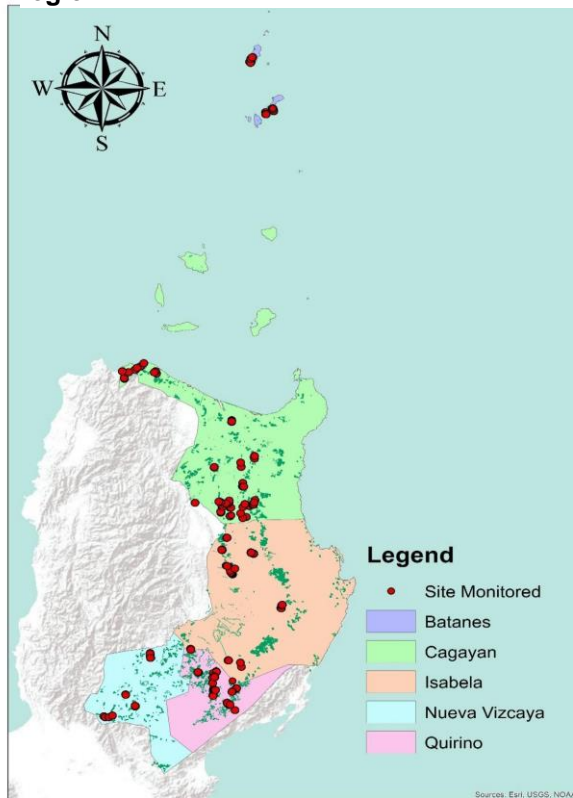 N
W E
S
Legend
Site Monitored
Batanes
Cagayan
Isabela
Nueva Vizcaya
Quirino
Sources: Esri, USGS, NOAA